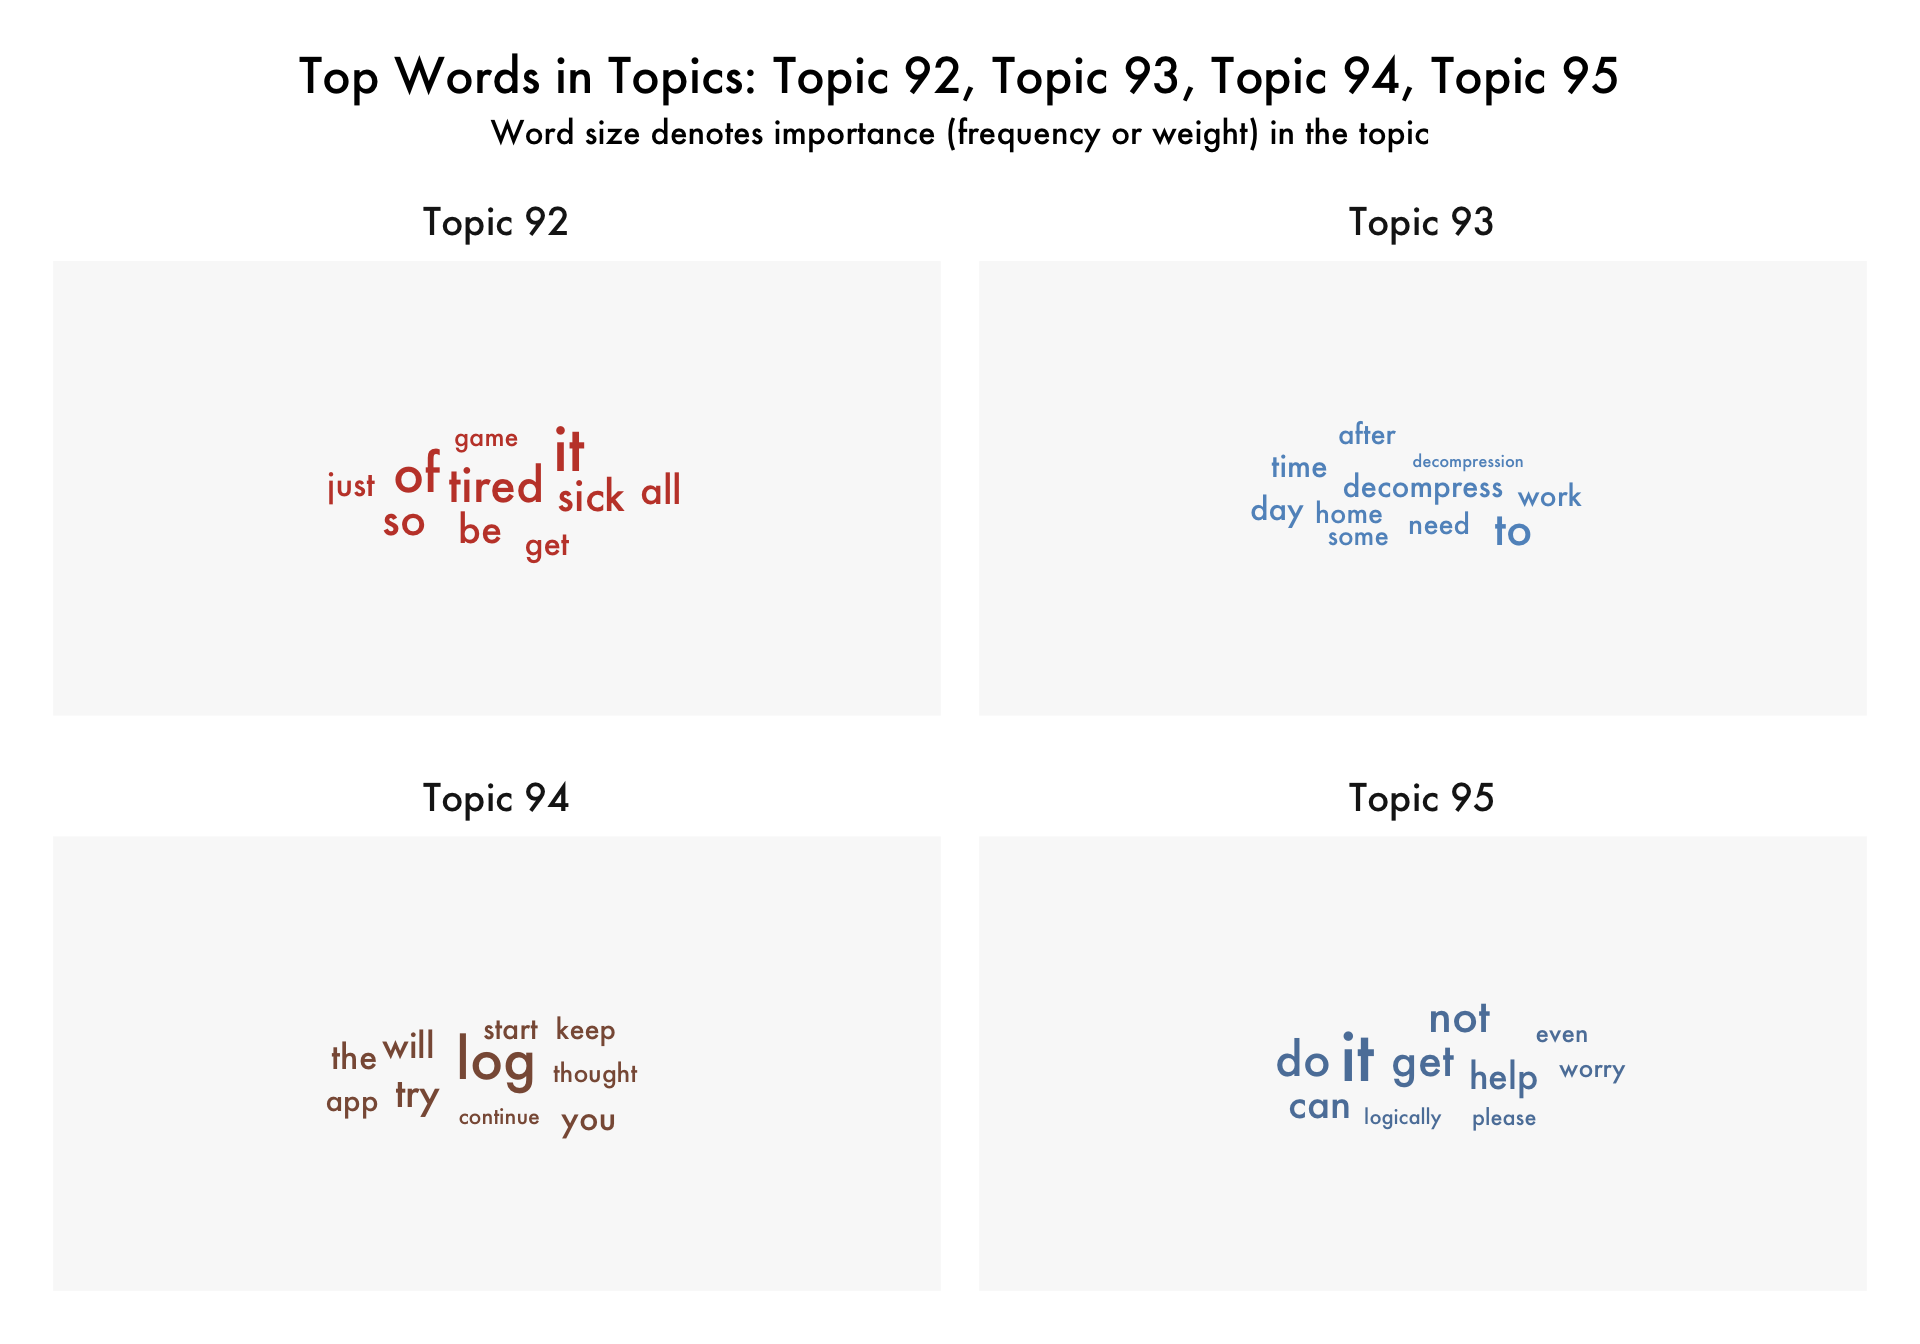 Top Words in Topics: Topic 92, Topic 93, Topic 94, Topic 95
Word size denotes importance (frequency or weight) in the topic
Topic 92
game
it
just
of
tired
sick
all
so
be
get
Topic 93
after
time
decompression
decompress
work
day
home
need
to
some
Topic 94
the
will
log
start
keep
thought
app
try
continue
you
Topic 95
not
even
do
it
get
help
worry
can
logically
please